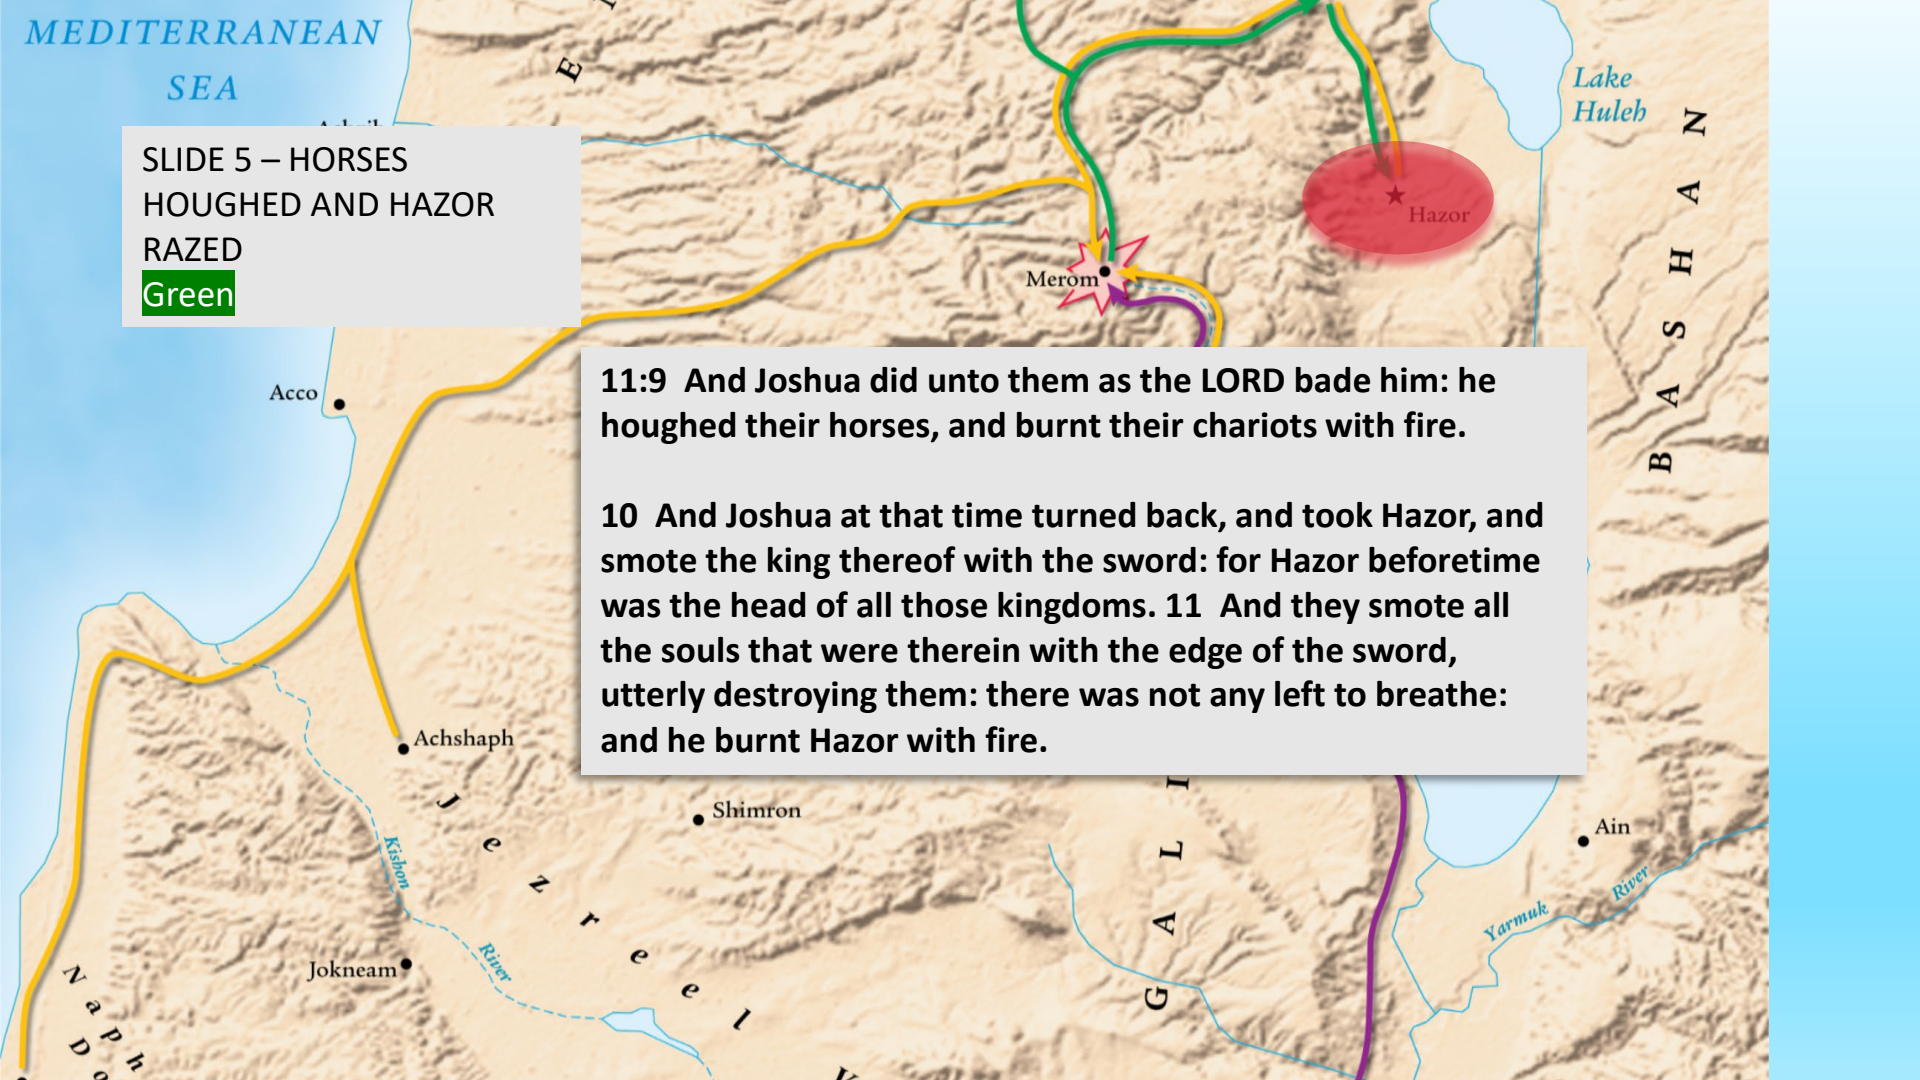 MEDITERRANEAN
SEA
E
Lake
Huleh
SLIDE 5 – HORSES
HOUGHED AND HAZOR
RAZED
Green
Hazor
Merom
B A S H A N
Acco
11:9  And Joshua did unto them as the LORD bade him: he
houghed their horses, and burnt their chariots with fire.
10  And Joshua at that time turned back, and took Hazor, and
smote the king thereof with the sword: for Hazor beforetime
was the head of all those kingdoms. 11  And they smote all
the souls that were therein with the edge of the sword,
utterly destroying them: there was not any left to breathe:
and he burnt Hazor with fire.
Achshaph
Shimron
Ain
J e z r e e l
Kishon
River
G A L I
Yarmuk
River
Jokneam
N a p h
D o